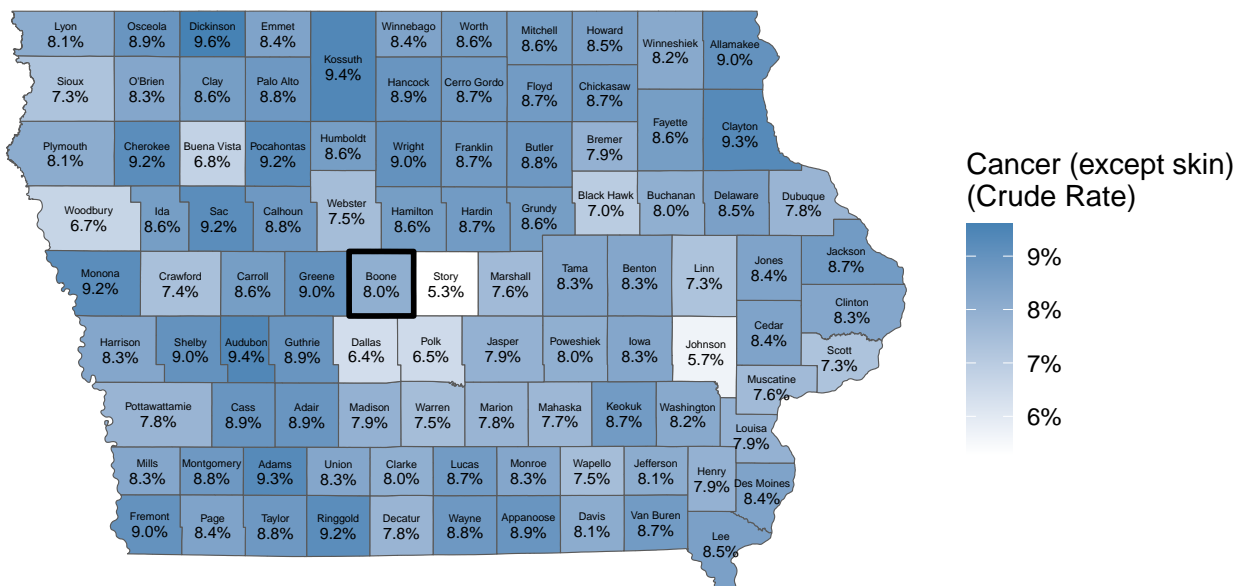 Lyon
8.1%
Osceola
8.9%
Dickinson
9.6%
Emmet
8.4%
Kossuth
9.4%
Winnebago
8.4%
Worth
8.6%
Mitchell
8.6%
Howard
8.5%
Winneshiek
8.2%
Allamakee
9.0%
Sioux
7.3%
O'Brien
8.3%
Clay
8.6%
Palo Alto
8.8%
Hancock
8.9%
Cerro Gordo
8.7%
Floyd
8.7%
Chickasaw
8.7%
Plymouth
8.1%
Cherokee
9.2%
Buena Vista
6.8%
Pocahontas
9.2%
Humboldt
8.6%
Wright
9.0%
Franklin
8.7%
Butler
8.8%
Bremer
7.9%
Fayette
8.6%
Clayton
9.3%
Woodbury
6.7%
Ida
8.6%
Sac
9.2%
Calhoun
8.8%
Webster
7.5%
Hamilton
8.6%
Hardin
8.7%
Grundy
8.6%
Black Hawk
7.0%
Buchanan
8.0%
Delaware
8.5%
Dubuque
7.8%
Monona
9.2%
Crawford
7.4%
Carroll
8.6%
Greene
9.0%
Boone
8.0%
Story
5.3%
Marshall
7.6%
Tama
8.3%
Benton
8.3%
Linn
7.3%
Jones
8.4%
Jackson
8.7%
Clinton
8.3%
Harrison
8.3%
Shelby
9.0%
Audubon
9.4%
Guthrie
8.9%
Dallas
6.4%
Polk
6.5%
Jasper
7.9%
Poweshiek
8.0%
Iowa
8.3%
Johnson
5.7%
Cedar
8.4%
Scott
7.3%
Muscatine
7.6%
Pottawattamie
7.8%
Cass
8.9%
Adair
8.9%
Madison
7.9%
Warren
7.5%
Marion
7.8%
Mahaska
7.7%
Keokuk
8.7%
Washington
8.2%
Louisa
7.9%
Mills
8.3%
Montgomery
8.8%
Adams
9.3%
Union
8.3%
Clarke
8.0%
Lucas
8.7%
Monroe
8.3%
Wapello
7.5%
Jefferson
8.1%
Henry
7.9%
Des Moines
8.4%
Fremont
9.0%
Page
8.4%
Taylor
8.8%
Ringgold
9.2%
Decatur
7.8%
Wayne
8.8%
Appanoose
8.9%
Davis
8.1%
Van Buren
8.7%
Lee
8.5%
Cancer (except skin)
(Crude Rate)
9%
8%
7%
6%